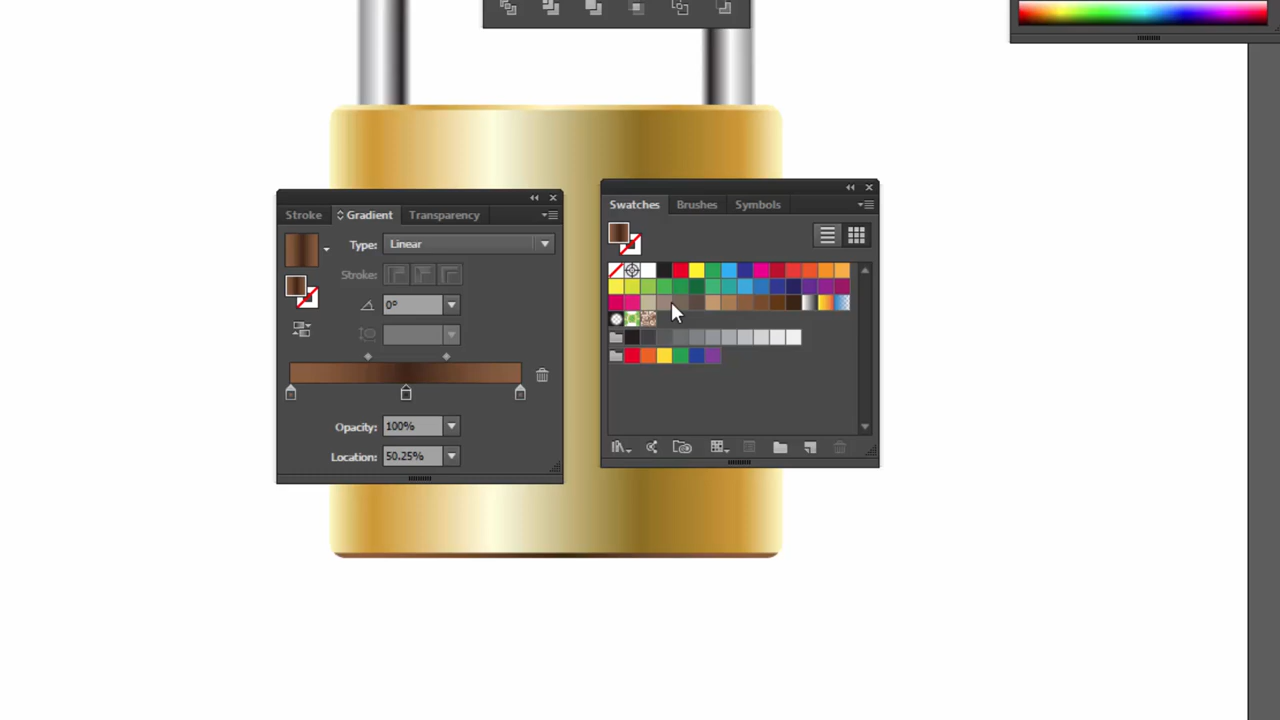 Swatches
Brushes
Symbols
Stroke
Gradient
Transparency
Type:
Linear
Stroke:
0°
Opacity:
100%
Location:
50.25%